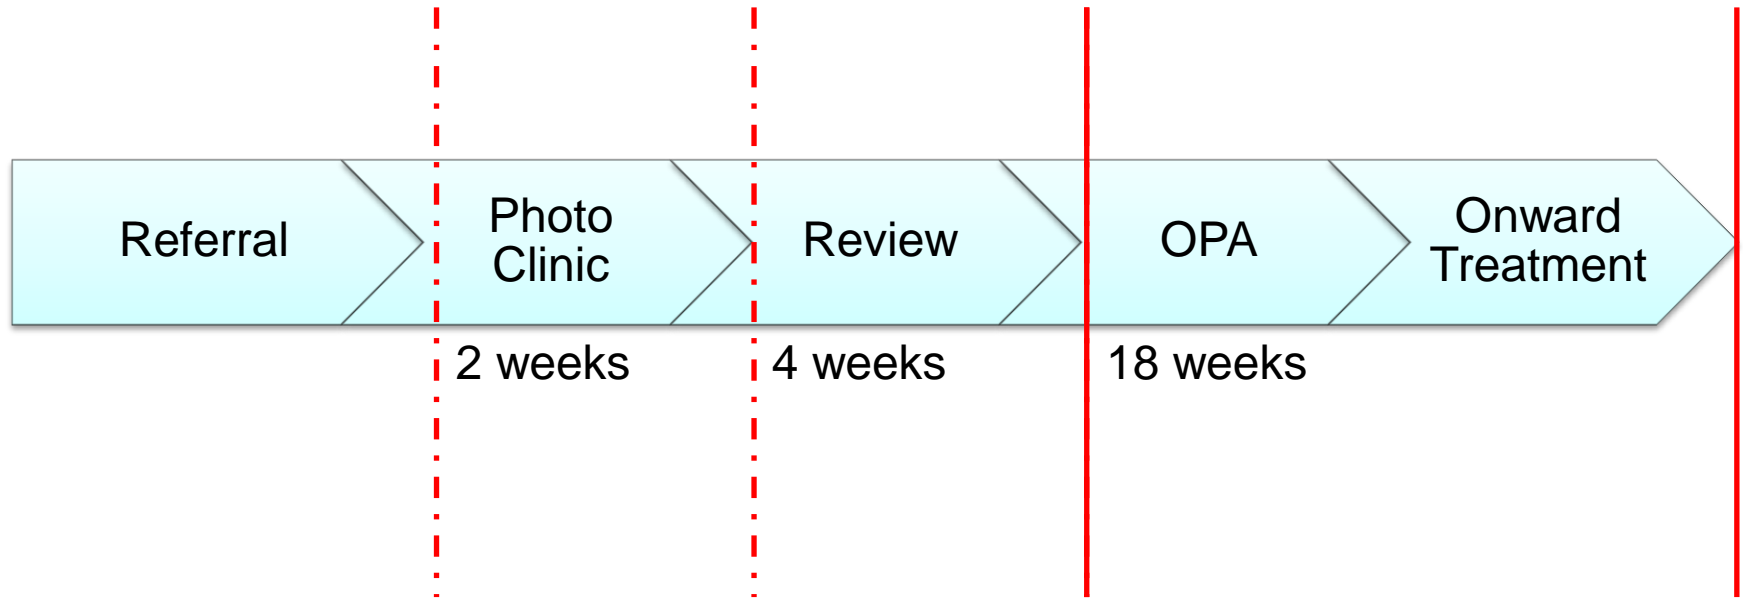 Referral
Photo
Clinic
Review
OPA
Onward
Treatment
2 weeks
4 weeks
18 weeks